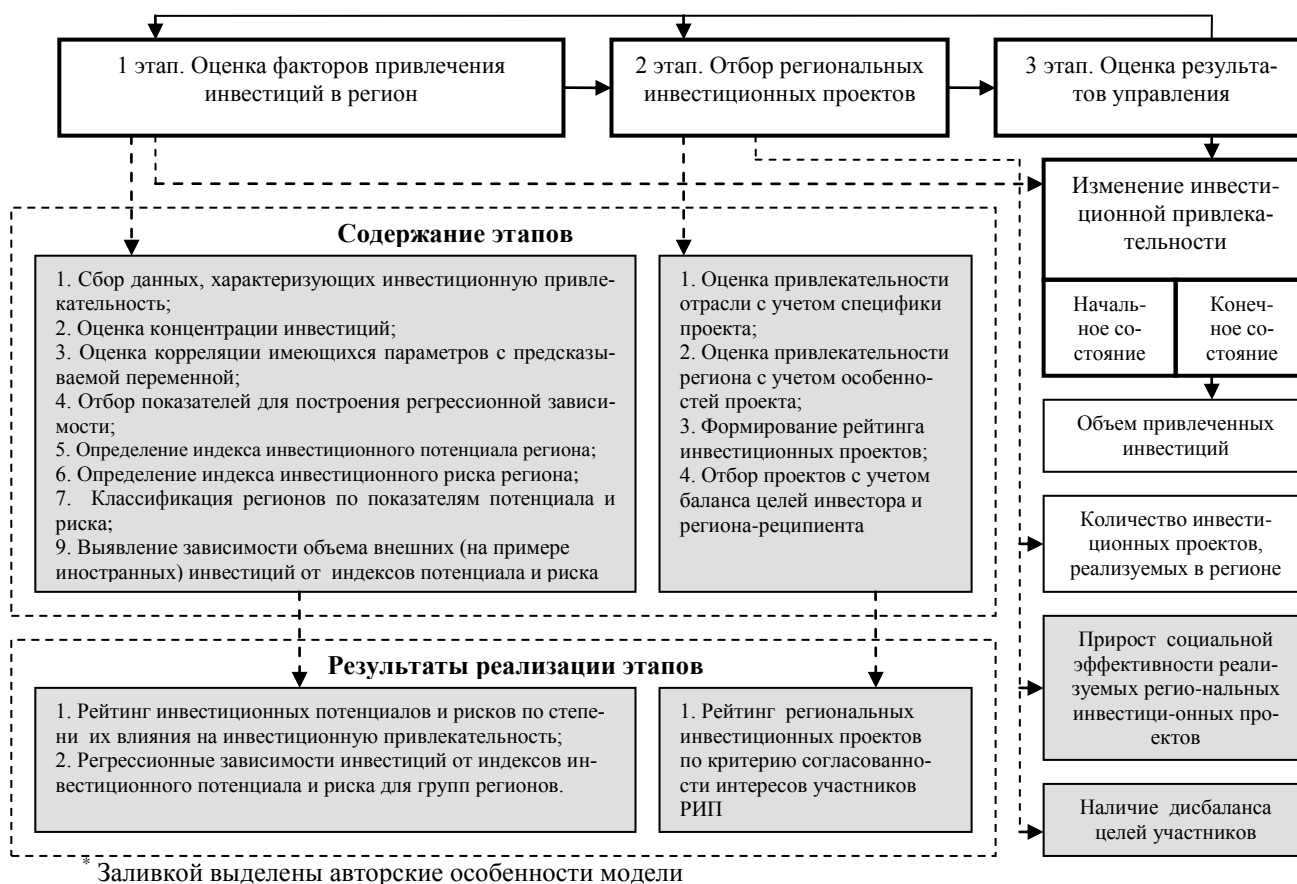 1 этап. Оценка факторов привлечения
инвестиций в регион
2 этап. Отбор региональных
инвестиционных проектов
3 этап. Оценка результа-
тов управления
Изменение инвести-
ционной привлека-
тельности
Началь-
ное со-
стояние
Конеч-
ное со-
стояние
Объем привлеченных
инвестиций
Количество инвести-
ционных проектов,
реализуемых в регионе
Прирост социальной
эффективности реали-
зуемых регио-нальных
инвестици-онных про-
ектов
Наличие дисбаланса
целей участников
Содержание этапов
1. Сбор данных, характеризующих инвестиционную привле-
кательность;
2. Оценка концентрации инвестиций;
3. Оценка корреляции имеющихся параметров с предсказы-
ваемой переменной;
4. Отбор показателей для построения регрессионной зависи-
мости;
5. Определение индекса инвестиционного потенциала региона;
6. Определение индекса инвестиционного риска региона;
7. Классификация регионов по показателям потенциала и
риска;
9. Выявление зависимости объема внешних (на примере
иностранных) инвестиций от индексов потенциала и риска
1. Оценка привлекательности
отрасли с учетом специфики
проекта;
2. Оценка привлекательности
региона с учетом особенно-
стей проекта;
3. Формирование рейтинга
инвестиционных проектов;
4. Отбор проектов с учетом
баланса целей инвестора и
региона-реципиента
Результаты реализации этапов
1. Рейтинг инвестиционных потенциалов и рисков по степе-
ни их влияния на инвестиционную привлекательность;
2. Регрессионные зависимости инвестиций от индексов ин-
вестиционного потенциала и риска для групп регионов.
1. Рейтинг региональных
инвестиционных проектов
по критерию согласованно-
сти интересов участников
РИП
* Заливкой выделены авторские особенности модели